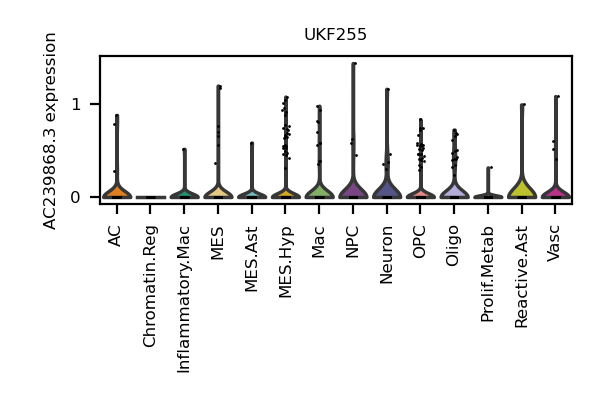 UKF255
AC239868.3 expression
1
0
AC
Chromatin.Reg
Inflammatory.Mac
MES
MES.Ast
MES.Hyp
Mac
NPC
Neuron
OPC
Oligo
Prolif.Metab
Reactive.Ast
Vasc